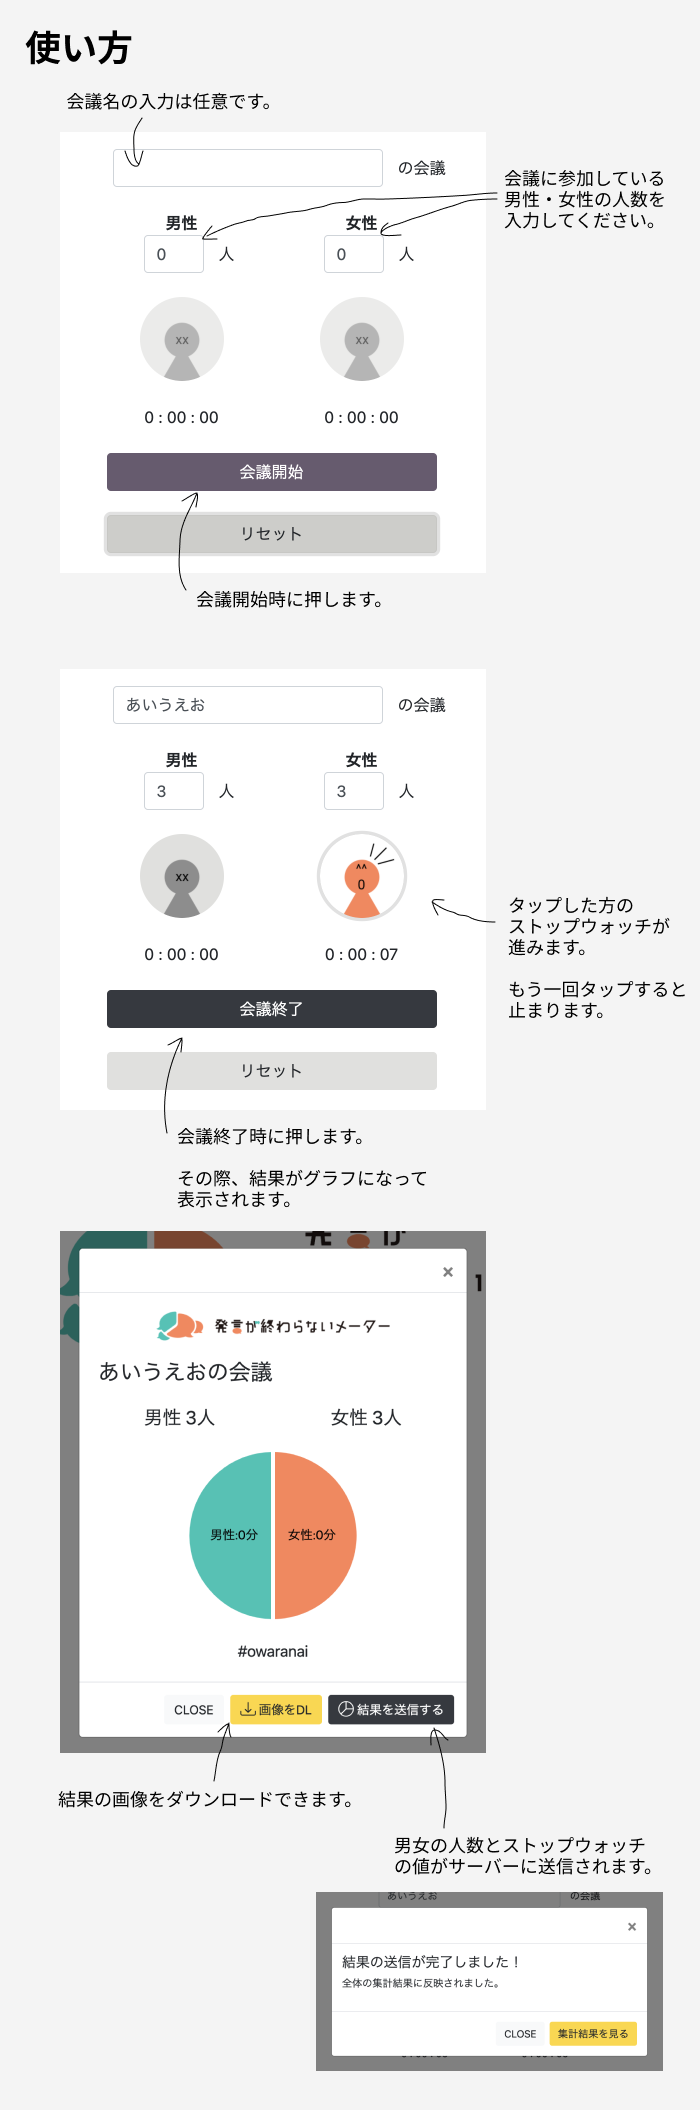 使い方
会議名の入力は任意です。
の会議
会議に参加している
男性・女性の人数を
入力してください。
男性 女性
0 人 0 人
xx xx
0 : 00 : 00 0 : 00 : 00
会議開始
リセット
会議開始時に押します。
あいうえお の会議
男性 女性
3 人 3 人
xx ^^
0
0 : 00 : 00 0 : 00 : 07
タップした方の
ストップウォッチが
進みます。
もう一回タップすると
止まります。
会議終了
リセット
会議終了時に押します。
その際、結果がグラフになって
表示されます。
×
1
発言が終わらないメーター
あいうえおの会議
男性 3人 女性 3人
男性:0分 女性:0分
#owaranai
CLOSE 画像をDL 結果を送信する
結果の画像をダウンロードできます。
男女の人数とストップウォッチ
の値がサーバーに送信されます。
あいうえお の会議
×
結果の送信が完了しました！
全体の集計結果に反映されました。
CLOSE 集計結果を見る